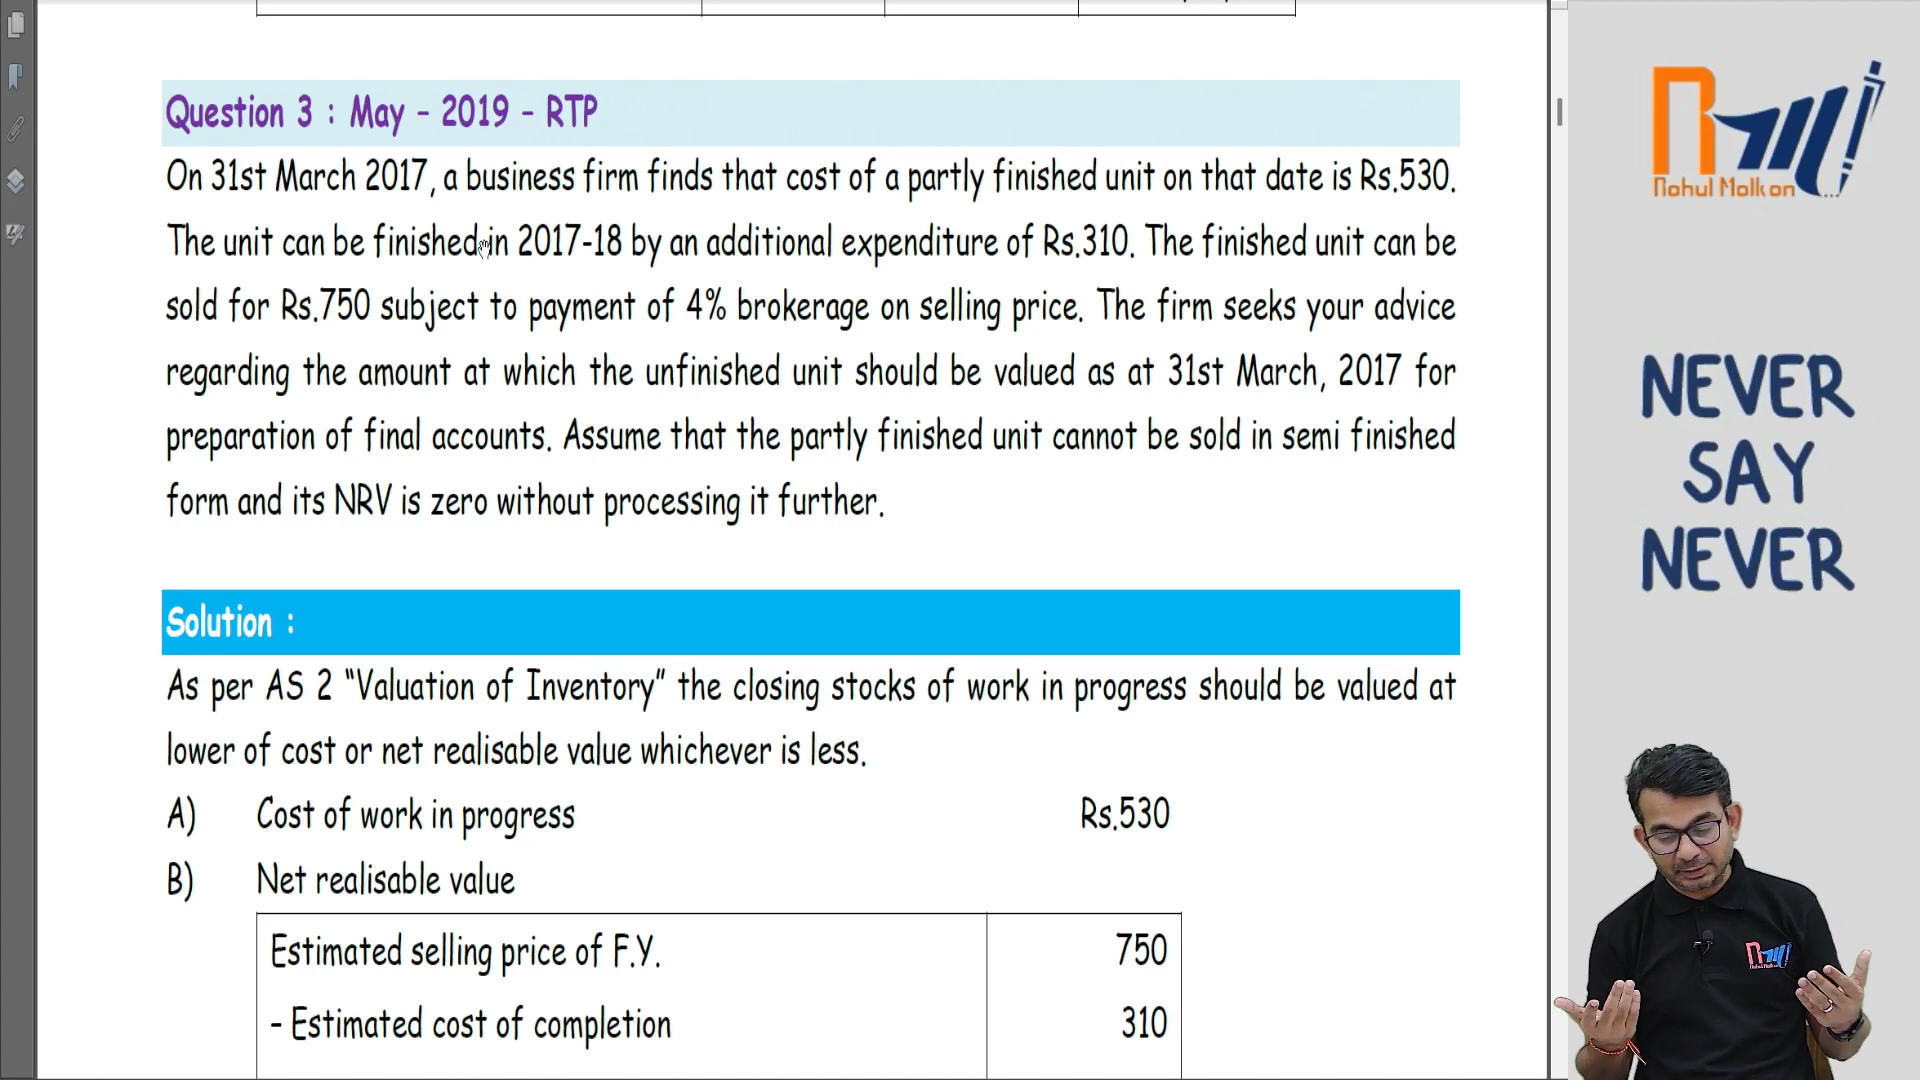 Question 3 : May - 2019 - RTP
On 31st March 2017, a business firm finds that cost of a partly finished unit on that date is Rs.530.
The unit can be finished in 2017-18 by an additional expenditure of Rs.310. The finished unit can be
sold for Rs.750 subject to payment of 4% brokerage on selling price. The firm seeks your advice
regarding the amount at which the unfinished unit should be valued as at 31st March, 2017 for
preparation of final accounts. Assume that the partly finished unit cannot be sold in semi finished
form and its NRV is zero without processing it further.
Solution :
As per AS 2 “Valuation of Inventory” the closing stocks of work in progress should be valued at
lower of cost or net realisable value whichever is less.
A) Cost of work in progress Rs.530
B) Net realisable value
Estimated selling price of F.Y. 750
- Estimated cost of completion 310
Rahul Malkan
NEVER
SAY
NEVER